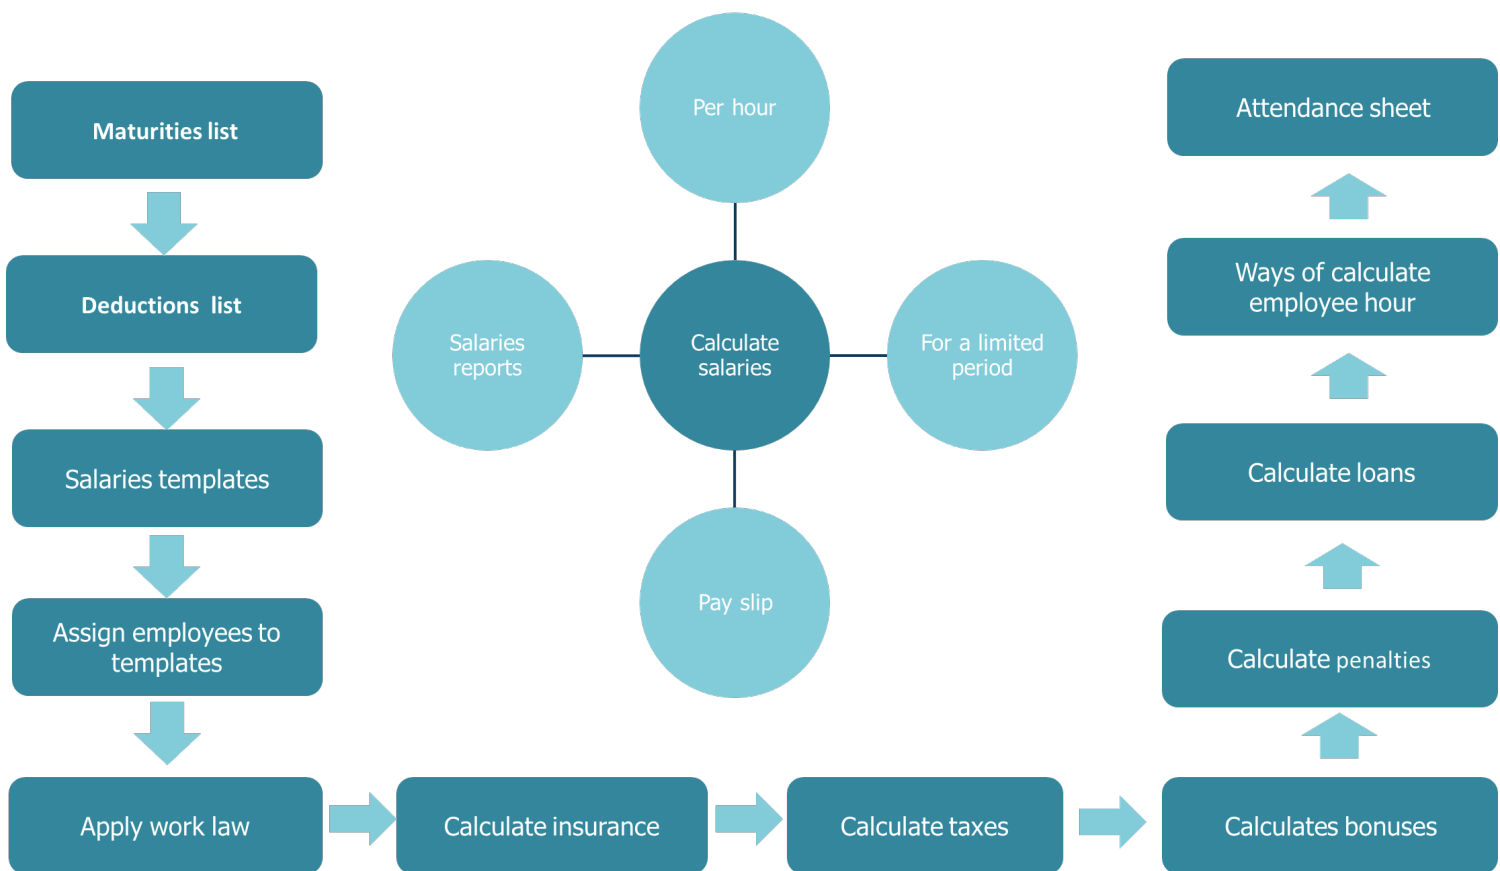 Maturities list
Deductions  list
Salaries templates
Assign employees to
templates
Apply work law
Calculate insurance
Calculate taxes
Calculates bonuses
Calculate penalties
Calculate loans
Ways of calculate
employee hour
Attendance sheet
Per hour
Salaries
reports
Calculate
salaries
For a limited
period
Pay slip